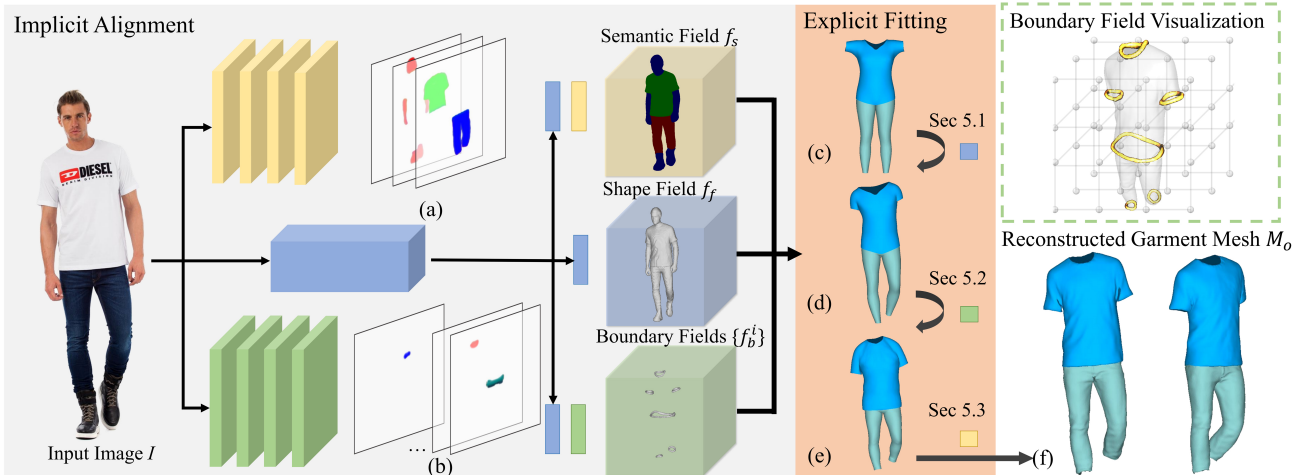 Implicit Alignment
DIESEL
Input Image I
(a)
(b)
...
Semantic Field f_s
Shape Field f_f
Boundary Fields {f_b^i}
Explicit Fitting
(c)
Sec 5.1
(d)
Sec 5.2
(e)
Sec 5.3
(f)
Boundary Field Visualization
Reconstructed Garment Mesh M_o